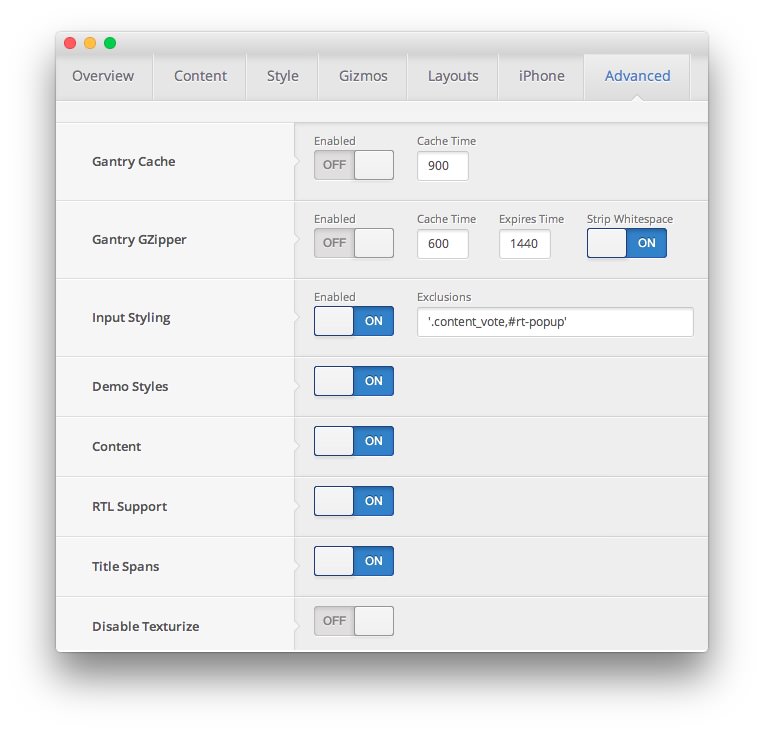 Overview Content Style Gizmos Layouts iPhone Advanced
Enabled Cache Time
Gantry Cache OFF 900
Enabled Cache Time Expires Time Strip Whitespace
Gantry GZipper OFF 600 1440 ON
Enabled Exclusions
Input Styling ON '.content_vote,#rt-popup'
Demo Styles ON
Content ON
RTL Support ON
Title Spans ON
Disable Texturize OFF